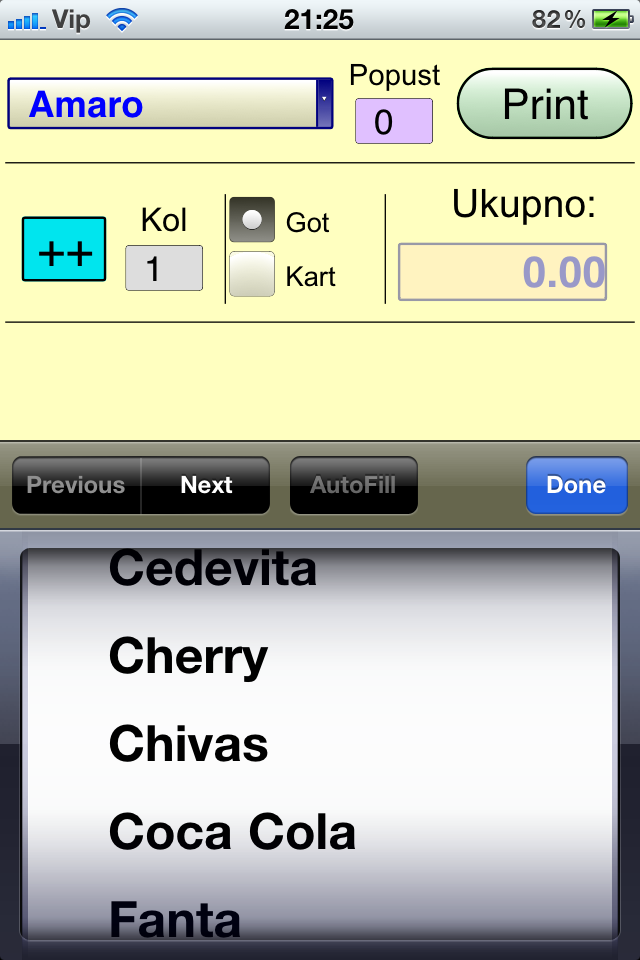 Vip 21:25 82%
Amaro
Popust
0
Print
++
Kol
1
Got
Kart
Ukupno:
0.00
Previous Next AutoFill Done
Cedevita
Cherry
Chivas
Coca Cola
Fanta